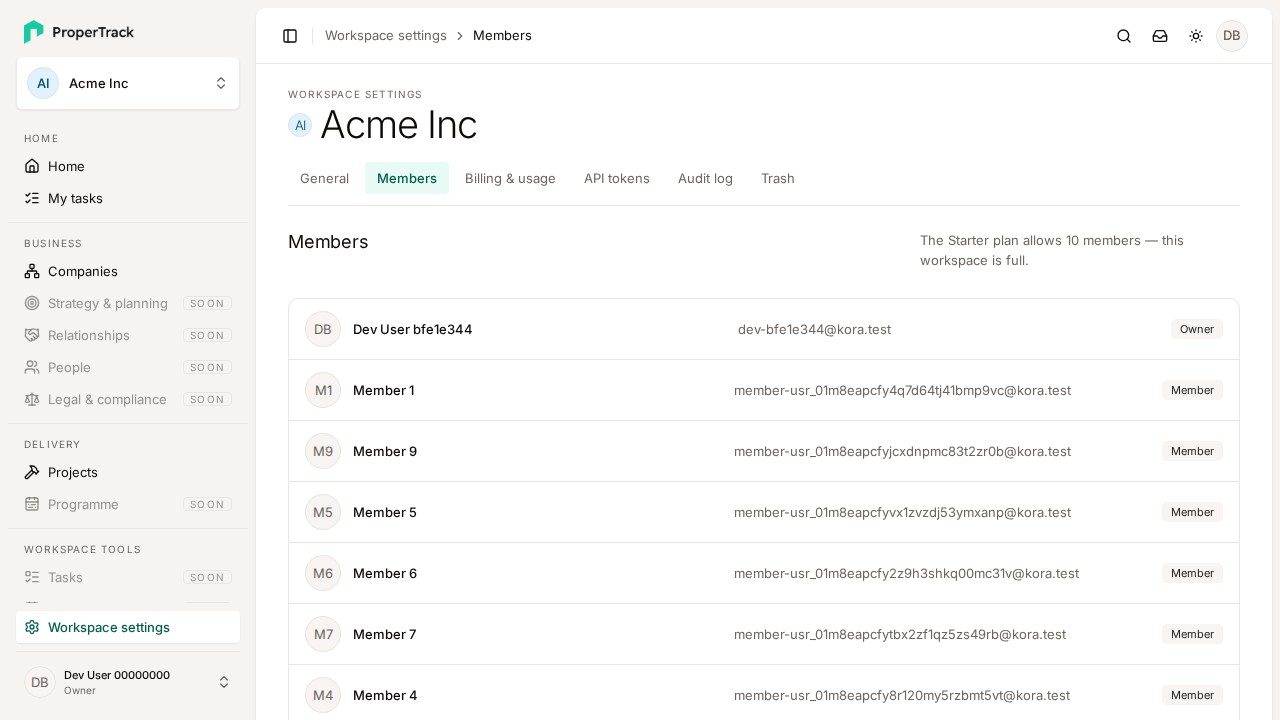 ProperTrack
AI Acme Inc
HOME
Home
My tasks
BUSINESS
Companies
Strategy & planning SOON
Relationships SOON
People SOON
Legal & compliance SOON
DELIVERY
Projects
Programme SOON
WORKSPACE TOOLS
Tasks SOON
Workspace settings
DB Dev User 00000000
Owner
Workspace settings > Members
DB
WORKSPACE SETTINGS
AI Acme Inc
General Members Billing & usage API tokens Audit log Trash
Members
The Starter plan allows 10 members — this
workspace is full.
DB Dev User bfe1e344 dev-bfe1e344@kora.test Owner
M1 Member 1 member-usr_01m8eapcfy4q7d64tj41bmp9vc@kora.test Member
M9 Member 9 member-usr_01m8eapcfyjcxdnpmc83t2zr0b@kora.test Member
M5 Member 5 member-usr_01m8eapcfyvx1zvzdj53ymxanp@kora.test Member
M6 Member 6 member-usr_01m8eapcfy2z9h3shkq00mc31v@kora.test Member
M7 Member 7 member-usr_01m8eapcfytbx2zf1qz5zs49rb@kora.test Member
M4 Member 4 member-usr_01m8eapcfy8r120my5rzbmt5vt@kora.test Member